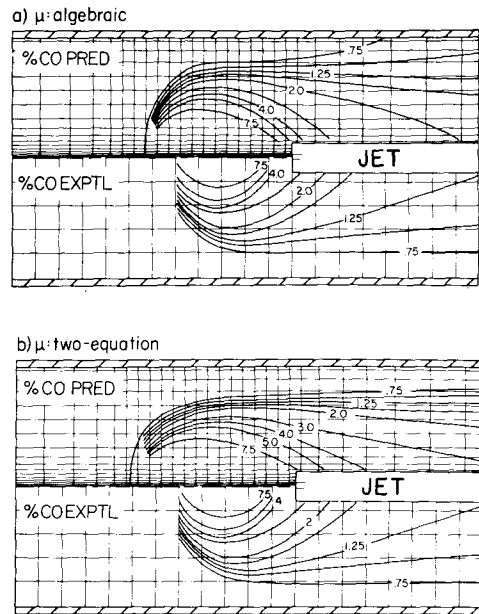 a) μ: algebraic
% CO PRED
.75
1.25
2.0
4.0
7.5
JET
% CO EXPTL
7.5
4.0
2.0
1.25
.75
b) μ: two-equation
% CO PRED
.75
1.25
2.0
3.0
4.0
5.0
7.5
JET
% CO EXPTL
7.5
4
2
1.25
.75